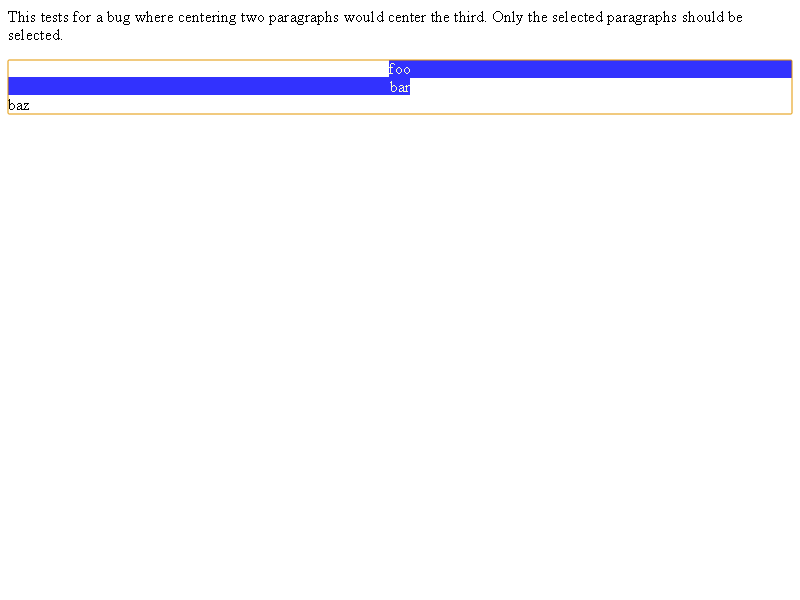 This tests for a bug where centering two paragraphs would center the third. Only the selected paragraphs should be
selected.
foo
bar
baz